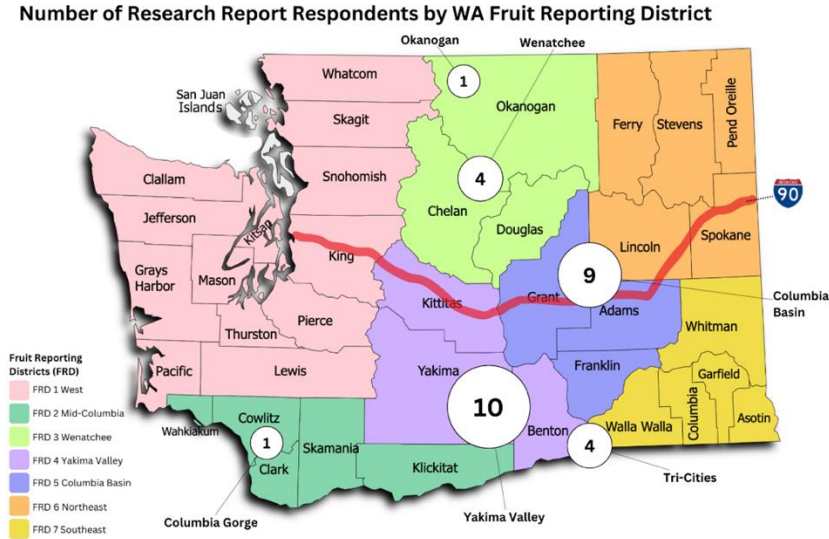 Number of Research Report Respondents by WA Fruit Reporting District
Okanogan
Wenatchee
1
Whatcom
Okanogan
San Juan
Islands
Skagit
Ferry
Stevens
Pend Oreille
4
Snohomish
Clallam
INTERSTATE
90
Chelan
Jefferson
Douglas
Kitsap
Spokane
Lincoln
King
Grays
Harbor
Mason
9
Kittitas
Grant
Adams
Columbia
Basin
Pierce
Thurston
Whitman
Fruit Reporting
Districts (FRD)
Pacific
Lewis
Yakima
Franklin
Garfield
FRD 1 West
FRD 2 Mid-Columbia
FRD 3 Wenatchee
FRD 4 Yakima Valley
FRD 5 Columbia Basin
FRD 6 Northeast
FRD 7 Southeast
Wahkiakum
Cowlitz
10
Benton
Walla Walla
Columbia
Asotin
1
Skamania
4
Clark
Klickitat
Tri-Cities
Columbia Gorge
Yakima Valley